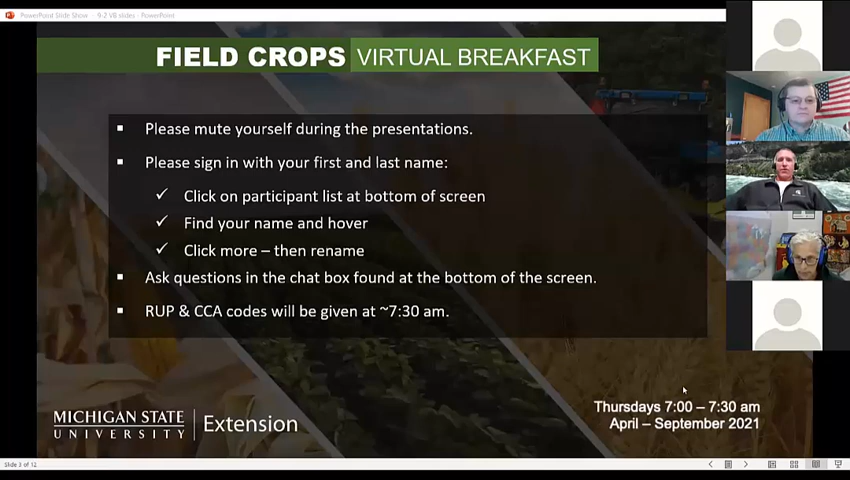 PowerPoint Slide Show - 9-2 VB slides - PowerPoint
FIELD CROPS VIRTUAL BREAKFAST
Please mute yourself during the presentations.
Please sign in with your first and last name:
Click on participant list at bottom of screen
Find your name and hover
Click more – then rename
Ask questions in the chat box found at the bottom of the screen.
RUP & CCA codes will be given at ~7:30 am.
Thursdays 7:00 – 7:30 am
April – September 2021
MICHIGAN STATE
UNIVERSITY
Extension
Slide 3 of 12